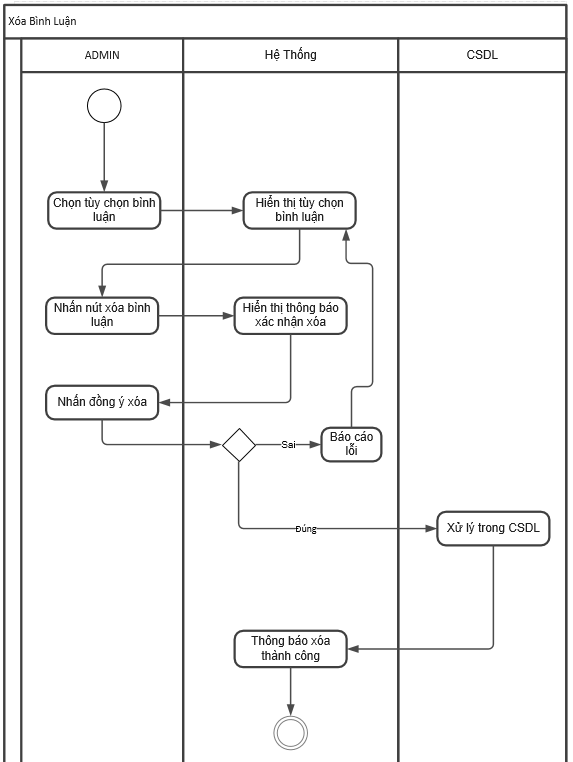 Xóa Bình Luận
ADMIN
Hệ Thống
CSDL
Chọn tùy chọn bình
luận
Hiển thị tùy chọn
bình luận
Nhấn nút xóa bình
luận
Hiển thị thông báo
xác nhận xóa
Nhấn đồng ý xóa
Sai
Báo cáo
lỗi
Đúng
Xử lý trong CSDL
Thông báo xóa
thành công